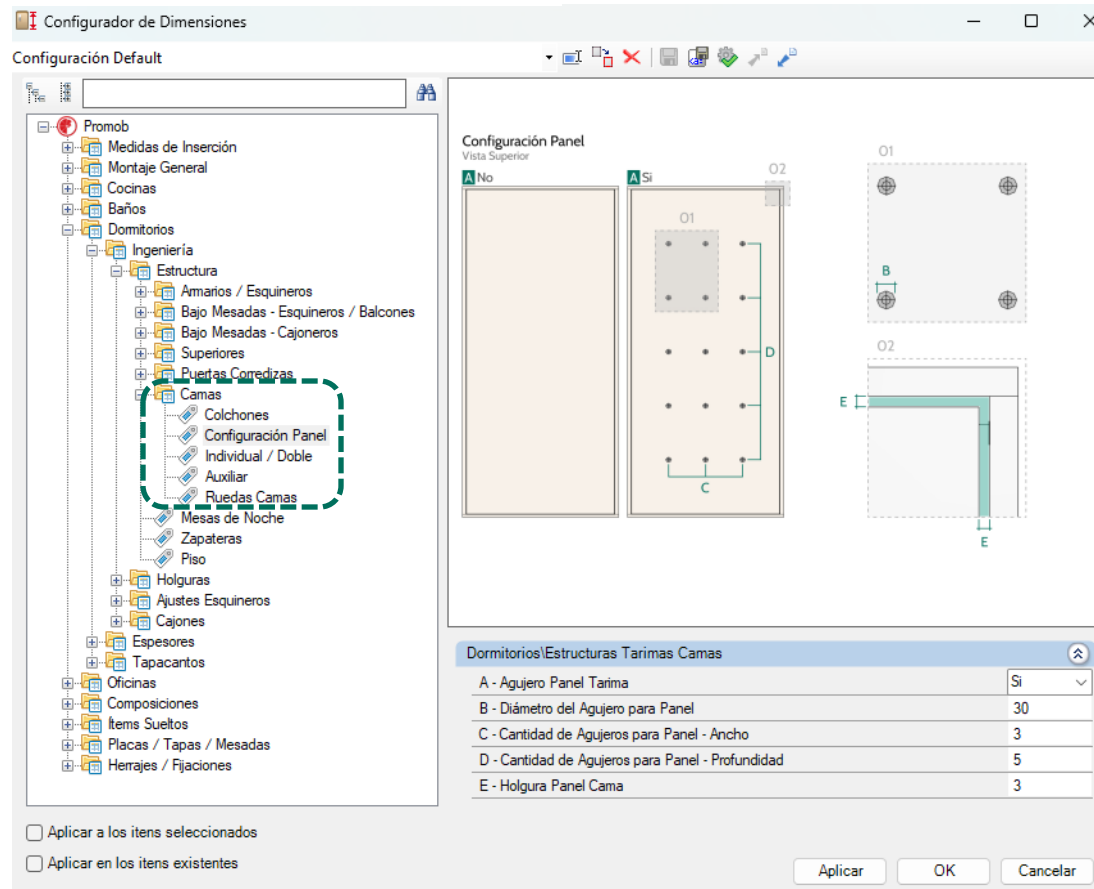 Configurador de Dimensiones
Configuración Default
Promob
Medidas de Inserción
Montaje General
Cocinas
Baños
Dormitorios
Ingeniería
Estructura
Armarios / Esquineros
Bajo Mesadas - Esquineros / Balcones
Bajo Mesadas - Cajoneros
Superiores
Puertas Corredizas
Camas
Colchones
Configuración Panel
Individual / Doble
Auxiliar
Ruedas Camas
Mesas de Noche
Zapateras
Piso
Holguras
Ajustes Esquineros
Cajones
Espesores
Tapacantos
Oficinas
Composiciones
Ítems Sueltos
Placas / Tapas / Mesadas
Herrajes / Fijaciones
Configuración Panel
Vista Superior
A No
A Si
O2
O1
D
C
O1
B
O2
E
E
Dormitorios\Estructuras Tarimas Camas
A - Agujero Panel Tarima Si
B - Diámetro del Agujero para Panel 30
C - Cantidad de Agujeros para Panel - Ancho 3
D - Cantidad de Agujeros para Panel - Profundidad 5
E - Holgura Panel Cama 3
Aplicar a los itens seleccionados
Aplicar en los itens existentes
Aplicar OK Cancelar